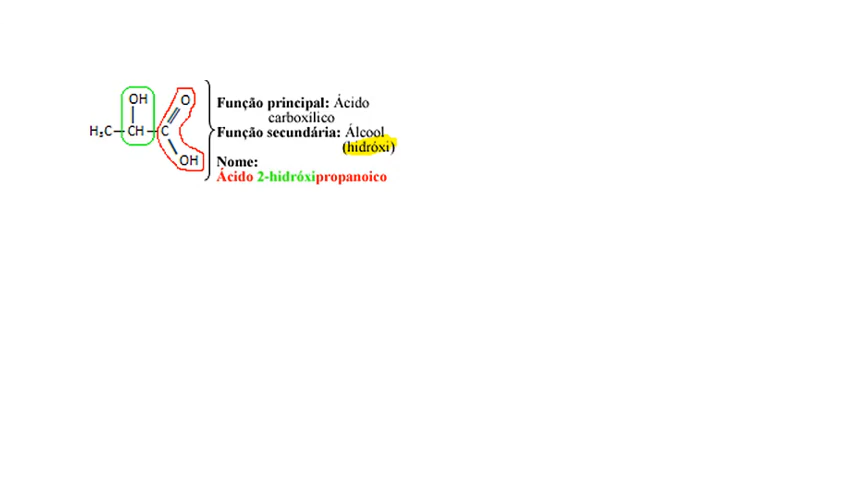 OH
O
H₃C CH C
OH
Função principal: Ácido
carboxílico
Função secundária: Álcool
(hidróxi)
Nome:
Ácido 2-hidróxipropanoico